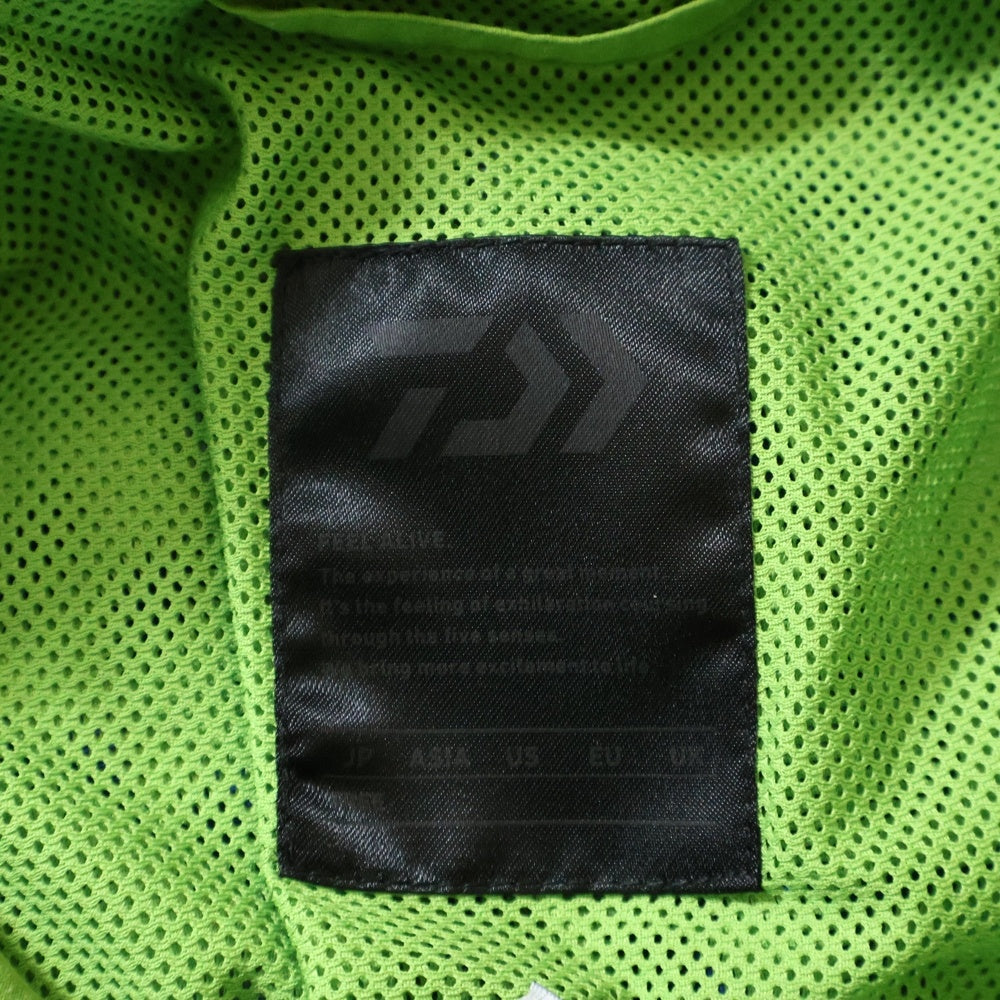 FEEL ALIVE.
The experience of a great moment.
It's the feeling of exhilaration coursing
through the five senses.
We bring more excitement to life.
JP ASIA US EU UK